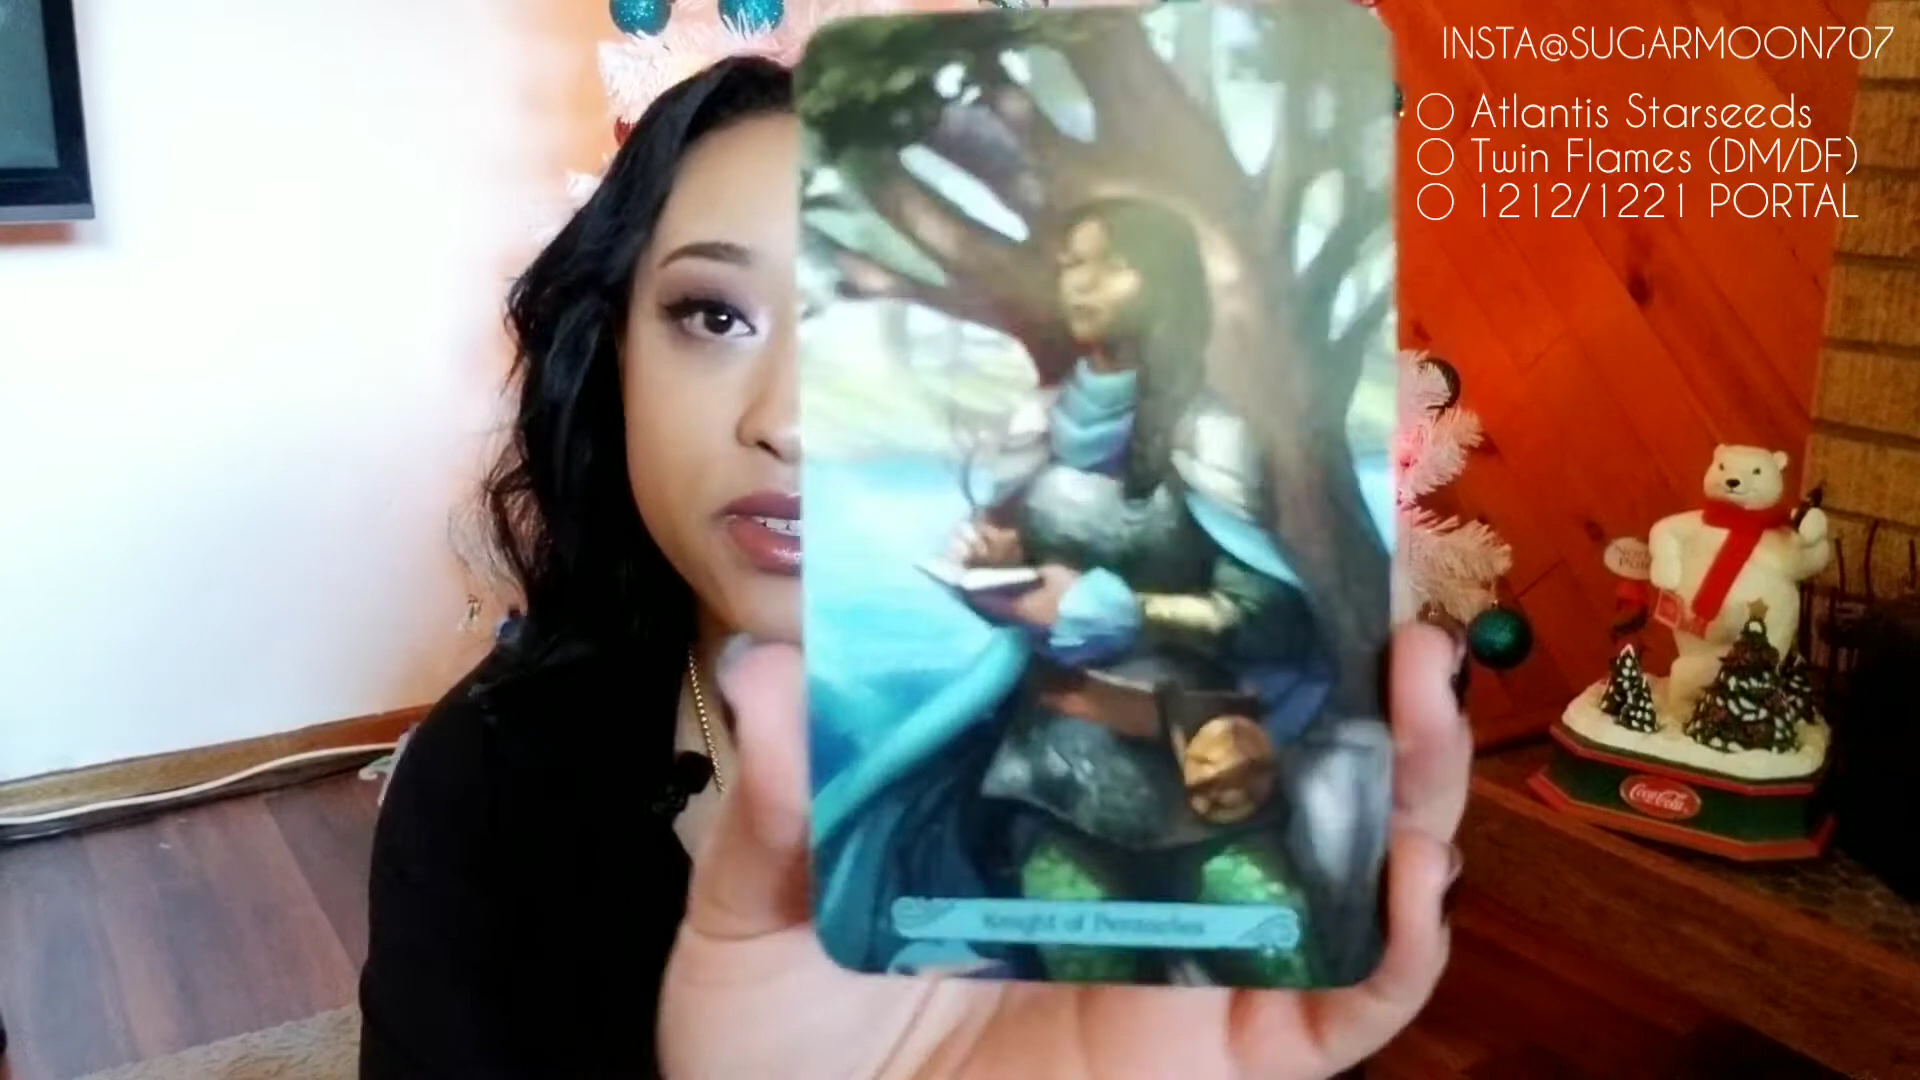 INSTA@SUGARMOON707
Atlantis Starseeds
Twin Flames (DM/DF)
1212/1221 PORTAL
Knight of Pentacles
Coca-Cola